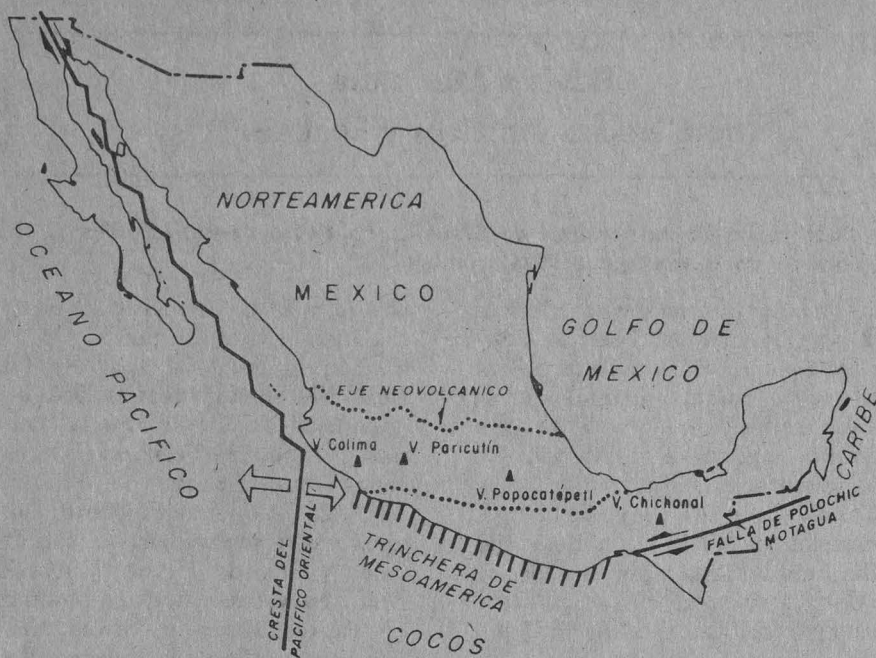 NORTEAMERICA
MEXICO
OCEANO PACIFICO
GOLFO DE
MEXICO
EJE NEOVOLCANICO
V. Colima
V. Paricutín
V. Popocatépetl
V. Chichonal
CARIBE
FALLA DE POLOCHIC
MOTAGUA
TRINCHERA DE
MESOAMERICA
CRESTA DEL
PACIFICO ORIENTAL
COCOS